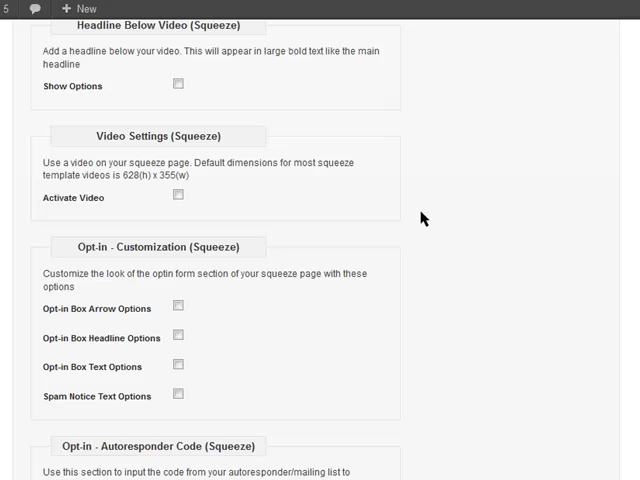 5 New
Headline Below Video (Squeeze)
Add a headline below your video. This will appear in large bold text like the main
headline
Show Options
Video Settings (Squeeze)
Use a video on your squeeze page. Default dimensions for most squeeze
template videos is 628(h) x 355(w)
Activate Video
Opt-in - Customization (Squeeze)
Customize the look of the optin form section of your squeeze page with these
options
Opt-in Box Arrow Options
Opt-in Box Headline Options
Opt-in Box Text Options
Spam Notice Text Options
Opt-in - Autoresponder Code (Squeeze)
Use this section to input the code from your autoresponder/mailing list to